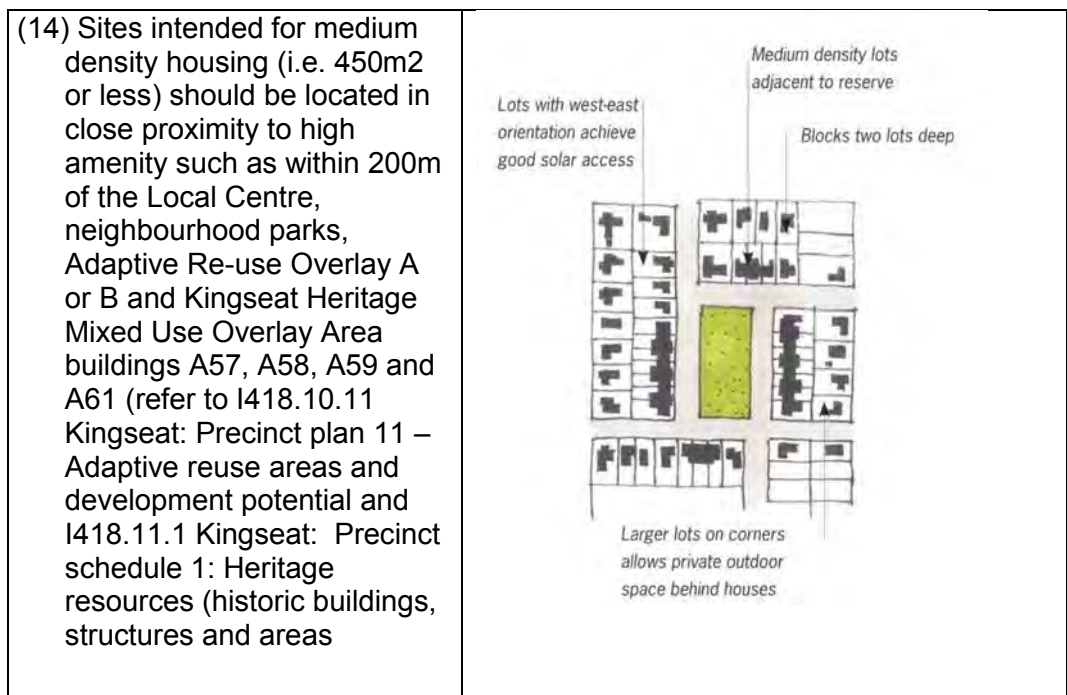 (14) Sites intended for medium
density housing (i.e. 450m2
or less) should be located in
close proximity to high
amenity such as within 200m
of the Local Centre,
neighbourhood parks,
Adaptive Re-use Overlay A
or B and Kingseat Heritage
Mixed Use Overlay Area
buildings A57, A58, A59 and
A61 (refer to I418.10.11
Kingseat: Precinct plan 11 –
Adaptive reuse areas and
development potential and
I418.11.1 Kingseat: Precinct
schedule 1: Heritage
resources (historic buildings,
structures and areas
Medium density lots
adjacent to reserve
Lots with west-east
orientation achieve
good solar access
Blocks two lots deep
Larger lots on corners
allows private outdoor
space behind houses